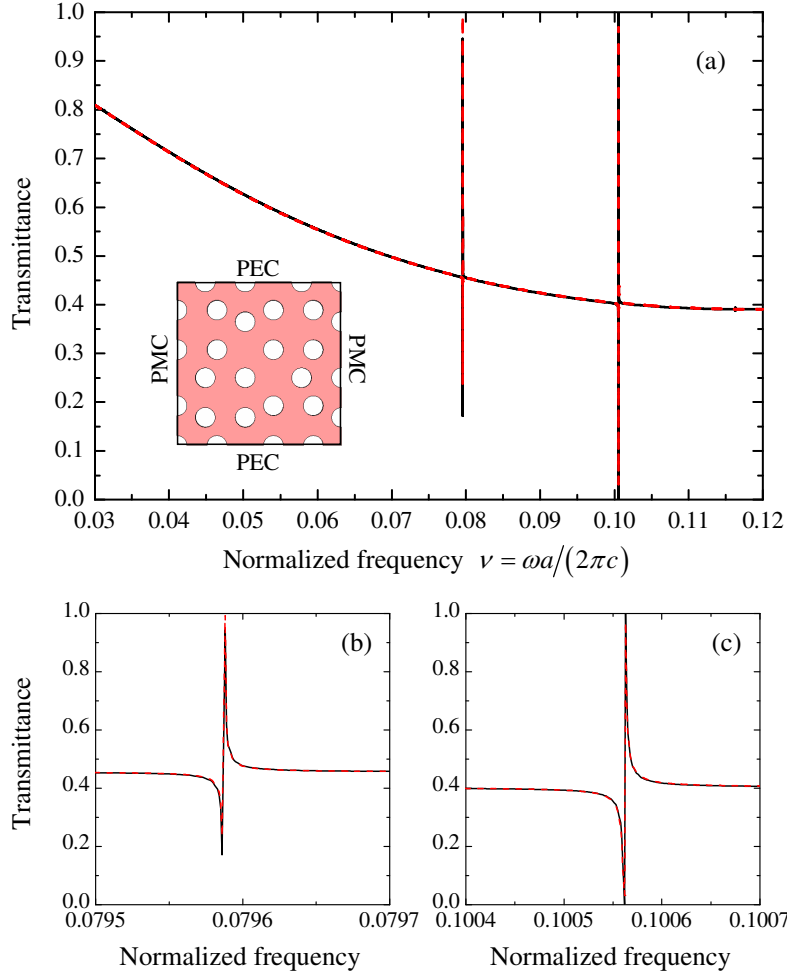 1.0
(a)
0.9
0.8
0.7
0.6
0.5
0.4
0.3
0.2
0.1
0.0
Transmittance
PEC
PMC
PMC
PEC
0.03 0.04 0.05 0.06 0.07 0.08 0.09 0.10 0.11 0.12
Normalized frequency ν = ωa/(2πc)
1.0
(b)
0.8
0.6
0.4
0.2
0.0
Transmittance
0.0795 0.0796 0.0797
Normalized frequency
1.0
(c)
0.8
0.6
0.4
0.2
0.0
0.1004 0.1005 0.1006 0.1007
Normalized frequency